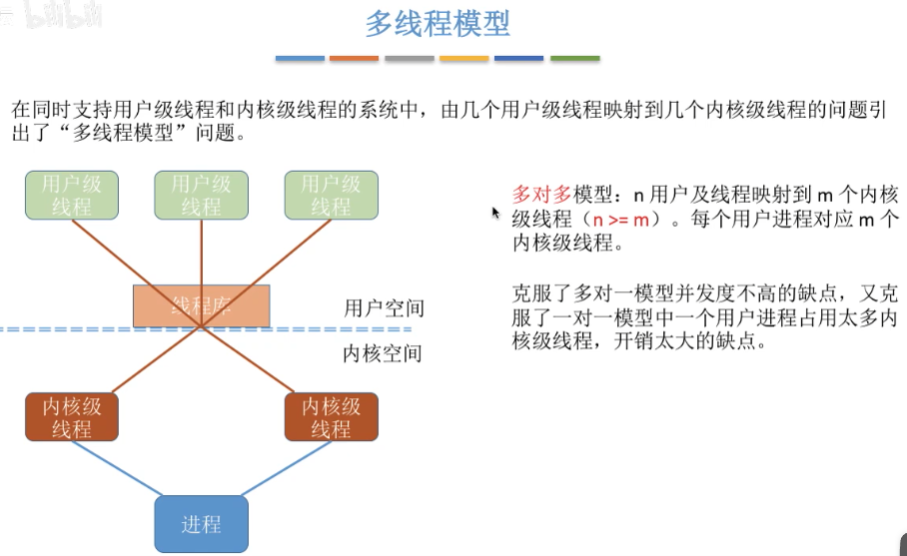 bilibili
多线程模型
在同时支持用户级线程和内核级线程的系统中，由几个用户级线程映射到几个内核级线程的问题引
出了“多线程模型”问题。
用户级
线程
用户级
线程
用户级
线程
线程库
用户空间
内核空间
内核级
线程
内核级
线程
进程
多对多模型：n 用户及线程映射到 m 个内核
级线程（n >= m）。每个用户进程对应 m 个
内核级线程。
克服了多对一模型并发度不高的缺点，又克
服了一对一模型中一个用户进程占用太多内
核级线程，开销太大的缺点。